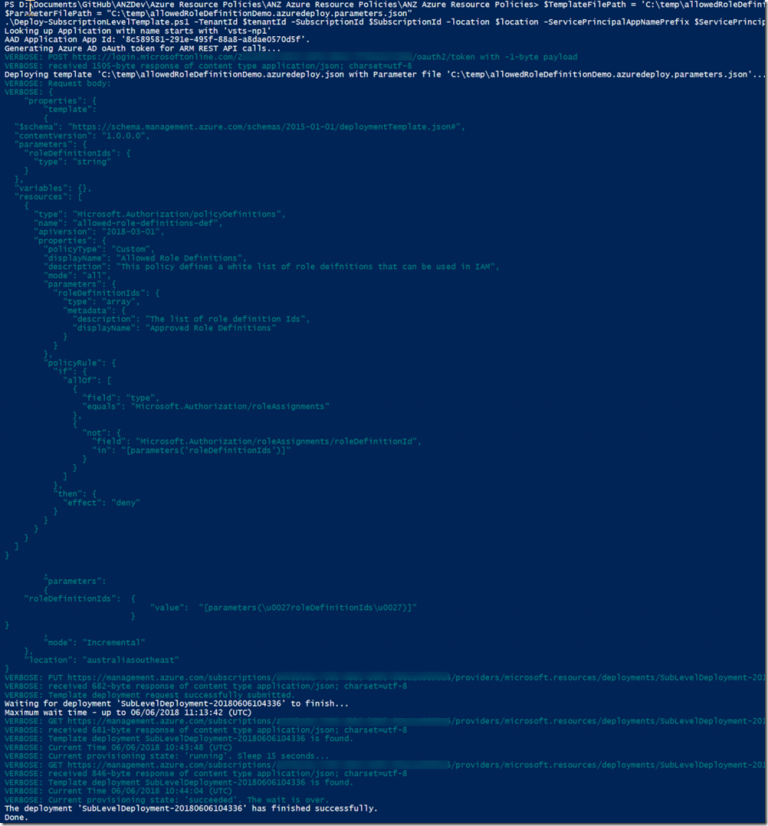 PS D:\Documents\GitHub\ANZDev\Azure Resource Policies\ANZ Azure Resource Policies\ANZ Azure Resource Policies> $TemplateFilePath = 'C:\temp\allowedRoleDefinit
$ParameterFilePath = "C:\temp\allowedRoleDefinitionDemo.azuredeploy.parameters.json"
.\Deploy-SubscriptionLevelTemplate.ps1 -TenantId $tenantId -SubscriptionId $SubscriptionId -location $location -ServicePrincipalAppNamePrefix $ServicePrincip
Looking up Application with name starts with 'vsts-np1'
AAD Application App Id: '8c589581-291e-495f-88a8-a8dae0570d5f'.
Generating Azure AD oAuth token for ARM REST API calls...
VERBOSE: POST https://login.microsoftonline.com/2 /oauth2/token with -1-byte payload
VERBOSE: received 1505-byte response of content type application/json; charset=utf-8
Deploying template 'C:\temp\allowedRoleDefinitionDemo.azuredeploy.json with Parameter file 'C:\temp\allowedRoleDefinitionDemo.azuredeploy.parameters.json'...
VERBOSE: Request body:
VERBOSE: {
"properties": {
"template":
{
"$schema": "https://schema.management.azure.com/schemas/2015-01-01/deploymentTemplate.json#",
"contentVersion": "1.0.0.0",
"parameters": {
"roleDefinitionIds": {
"type": "string"
}
},
"variables": {},
"resources": [
{
"type": "Microsoft.Authorization/policyDefinitions",
"name": "allowed-role-definitions-def",
"apiVersion": "2018-03-01",
"properties": {
"policyType": "Custom",
"displayName": "Allowed Role Definitions",
"description": "This policy defines a white list of role deifnitions that can be used in IAM",
"mode": "all",
"parameters": {
"roleDefinitionIds": {
"type": "array",
"metadata": {
"description": "The list of role definition Ids",
"displayName": "Approved Role Definitions"
}
}
},
"policyRule": {
"if": {
"allOf": [
{
"field": "type",
"equals": "Microsoft.Authorization/roleAssignments"
},
{
"not": {
"field": "Microsoft.Authorization/roleAssignments/roleDefinitionId",
"in": "[parameters('roleDefinitionIds')]"
}
}
]
},
"then": {
"effect": "deny"
}
}
}
}
]
}
,
"parameters":
{
"roleDefinitionIds": {
"value": "[parameters(\u0027roleDefinitionIds\u0027)]"
}
}
,
"mode": "Incremental"
},
"location": "australiasoutheast"
}
VERBOSE: PUT https://management.azure.com/subscriptions/ /providers/microsoft.resources/deployments/SubLevelDeployment-201
VERBOSE: received 682-byte response of content type application/json; charset=utf-8
VERBOSE: Template deployment request successfully submitted.
Waiting for deployment 'SubLevelDeployment-20180606104336' to finish...
Maximum wait time - up to 06/06/2018 11:13:42 (UTC)
VERBOSE: GET https://management.azure.com/subscriptions/ /providers/microsoft.resources/deployments/SubLevelDeployment-201
VERBOSE: received 681-byte response of content type application/json; charset=utf-8
VERBOSE: Template deployment SubLevelDeployment-20180606104336 is found.
VERBOSE: Current Time 06/06/2018 10:43:48 (UTC)
VERBOSE: Current provisioning state: 'running'. Sleep 15 seconds...
VERBOSE: GET https://management.azure.com/subscriptions/ /providers/microsoft.resources/deployments/SubLevelDeployment-201
VERBOSE: received 846-byte response of content type application/json; charset=utf-8
VERBOSE: Template deployment SubLevelDeployment-20180606104336 is found.
VERBOSE: Current Time 06/06/2018 10:44:04 (UTC)
VERBOSE: Current provisioning state: 'succeeded'. The wait is over.
The deployment 'SubLevelDeployment-20180606104336' has finished successfully.
Done.